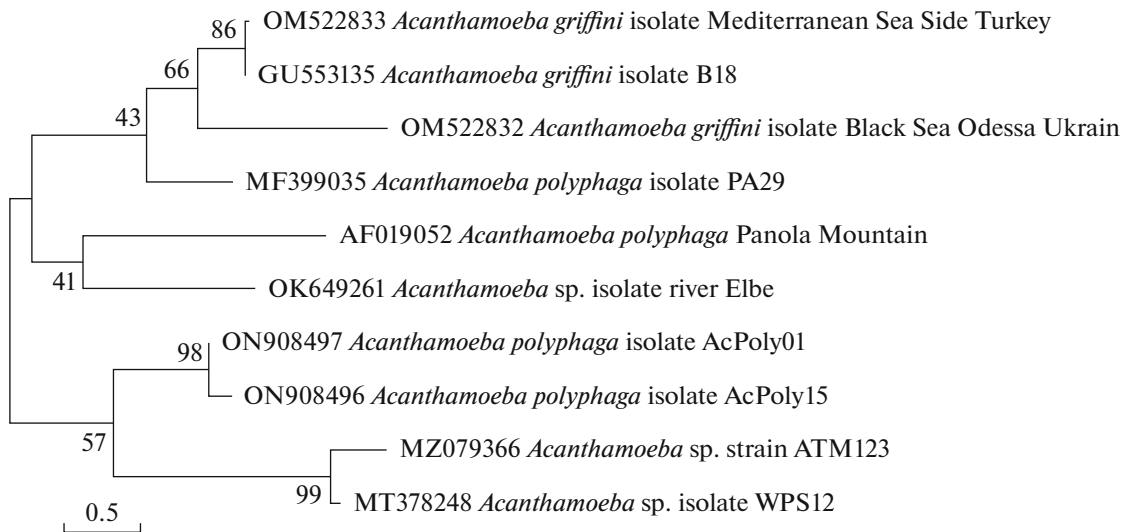 OM522833 Acanthamoeba griffini isolate Mediterranean Sea Side Turkey
86
GU553135 Acanthamoeba griffini isolate B18
66
OM522832 Acanthamoeba griffini isolate Black Sea Odessa Ukrain
43
MF399035 Acanthamoeba polyphaga isolate PA29
AF019052 Acanthamoeba polyphaga Panola Mountain
41
OK649261 Acanthamoeba sp. isolate river Elbe
ON908497 Acanthamoeba polyphaga isolate AcPoly01
98
ON908496 Acanthamoeba polyphaga isolate AcPoly15
57
MZ079366 Acanthamoeba sp. strain ATM123
99
MT378248 Acanthamoeba sp. isolate WPS12
0.5